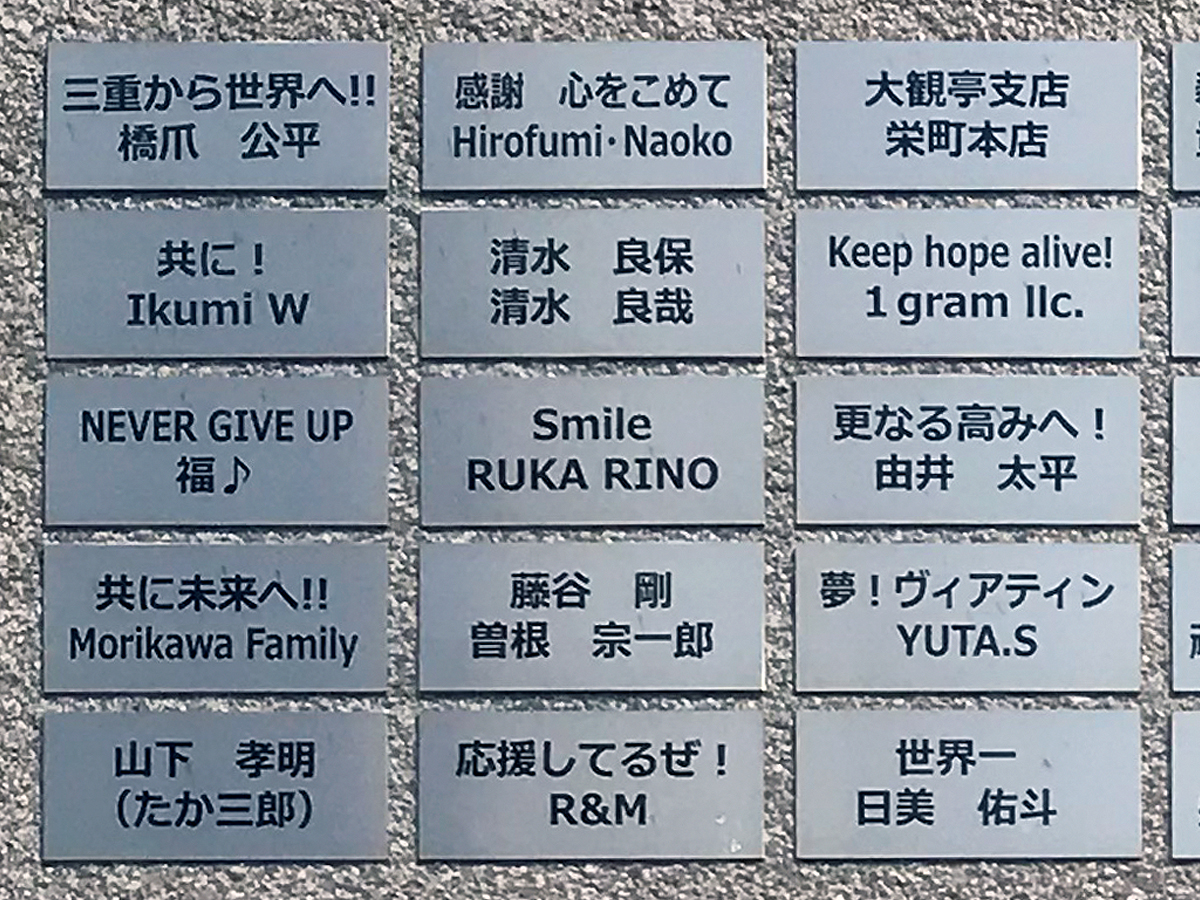 三重から世界へ!!
橋爪　公平
感謝　心をこめて
Hirofumi・Naoko
大観亭支店
栄町本店
共に！
Ikumi W
清水　良保
清水　良哉
Keep hope alive!
1 gram llc.
NEVER GIVE UP
福♪
Smile
RUKA RINO
更なる高みへ！
由井　太平
共に未来へ!!
Morikawa Family
藤谷　剛
曽根　宗一郎
夢！ヴィアティン
YUTA.S
山下　孝明
（たか三郎）
応援してるぜ！
R&M
世界一
日美　佑斗